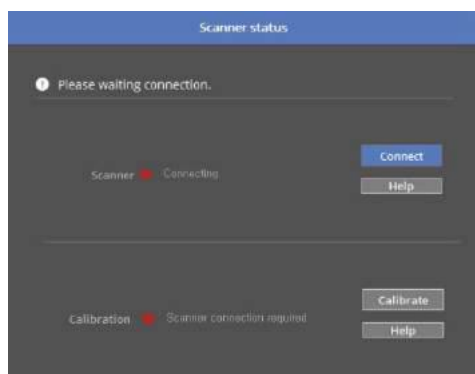 Scanner status
Please waiting connection.
Connect
Scanner Connecting
Help
Calibrate
Calibration Scanner connection required
Help